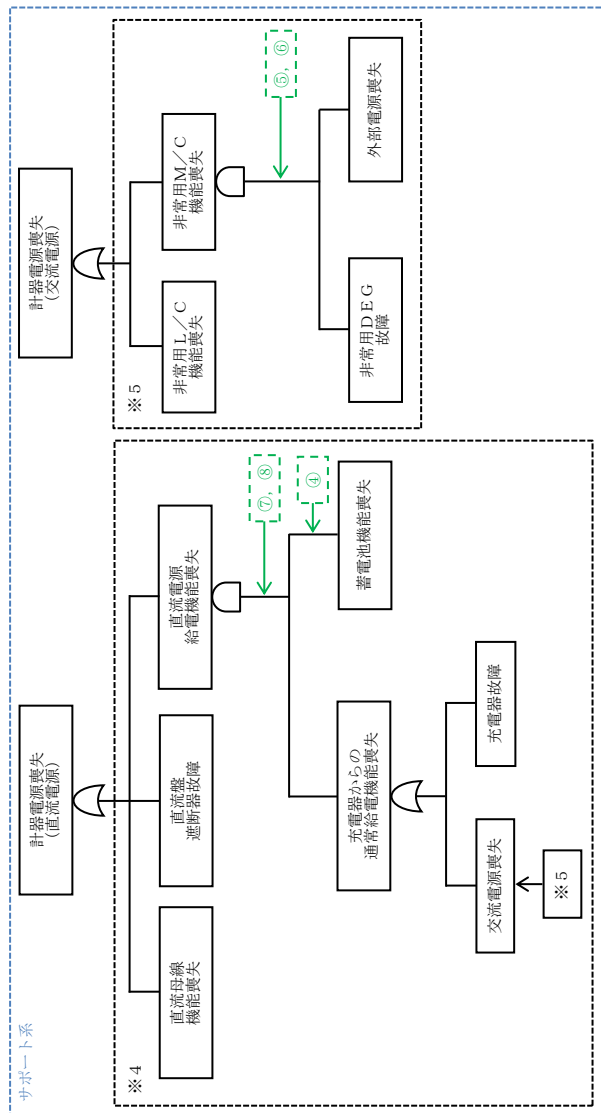 サポート系
計器電源喪失
(直流電源)
※4
直流母線
機能喪失
直流盤
遮断器故障
直流電源
給電機能喪失
⑦，⑧
④
充電器からの
通常給電機能喪失
蓄電池機能喪失
交流電源喪失
充電器故障
※5
計器電源喪失
(交流電源)
※5
非常用Ｌ／Ｃ
機能喪失
非常用Ｍ／Ｃ
機能喪失
⑤，⑥
非常用ＤＥＧ
故障
外部電源喪失